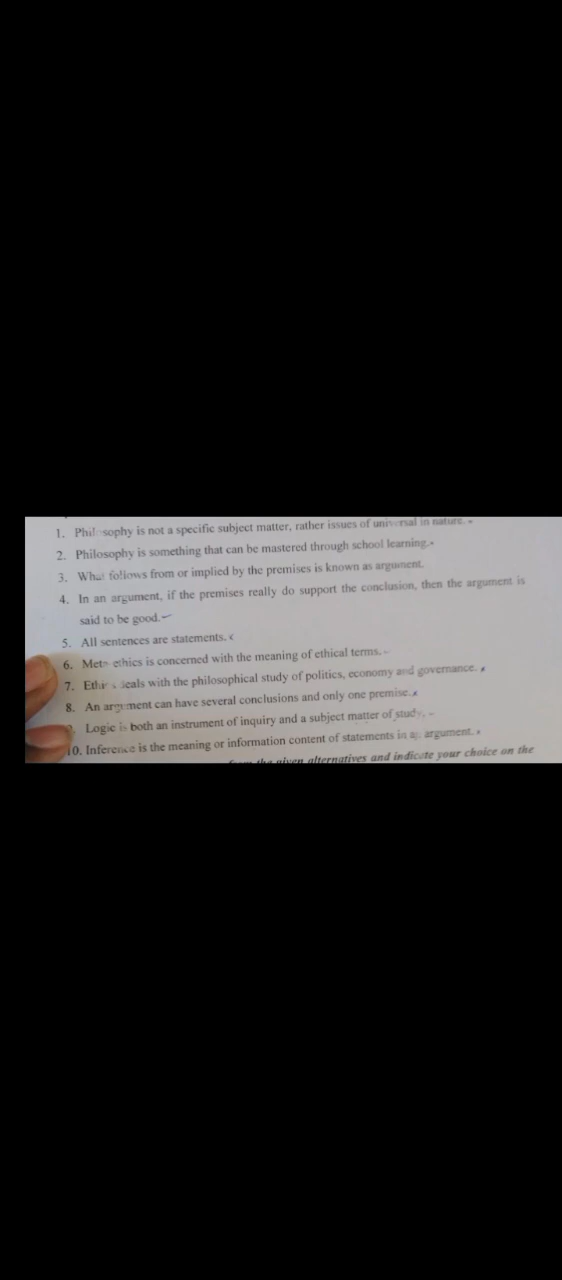 1. Philosophy is not a specific subject matter, rather issues of universal in nature.
2. Philosophy is something that can be mastered through school learning.
3. What follows from or implied by the premises is known as argument.
4. In an argument, if the premises really do support the conclusion, then the argument is
said to be good.
5. All sentences are statements.
6. Meta ethics is concerned with the meaning of ethical terms.
7. Ethics deals with the philosophical study of politics, economy and governance.
8. An argument can have several conclusions and only one premise.
Logic is both an instrument of inquiry and a subject matter of study.
10. Inference is the meaning or information content of statements in an argument.
from the given alternatives and indicate your choice on the